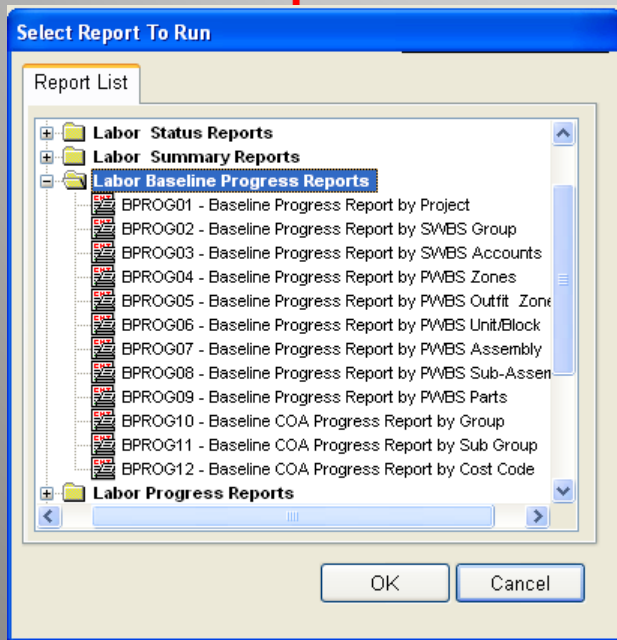 Select Report To Run
Report List
Labor Status Reports
Labor Summary Reports
Labor Baseline Progress Reports
BPROG01 - Baseline Progress Report by Project
BPROG02 - Baseline Progress Report by SWBS Group
BPROG03 - Baseline Progress Report by SWBS Accounts
BPROG04 - Baseline Progress Report by PWBS Zones
BPROG05 - Baseline Progress Report by PWBS Outfit Zone
BPROG06 - Baseline Progress Report by PWBS Unit/Block
BPROG07 - Baseline Progress Report by PWBS Assembly
BPROG08 - Baseline Progress Report by PWBS Sub-Assem
BPROG09 - Baseline Progress Report by PWBS Parts
BPROG10 - Baseline COA Progress Report by Group
BPROG11 - Baseline COA Progress Report by Sub Group
BPROG12 - Baseline COA Progress Report by Cost Code
Labor Progress Reports
OK Cancel